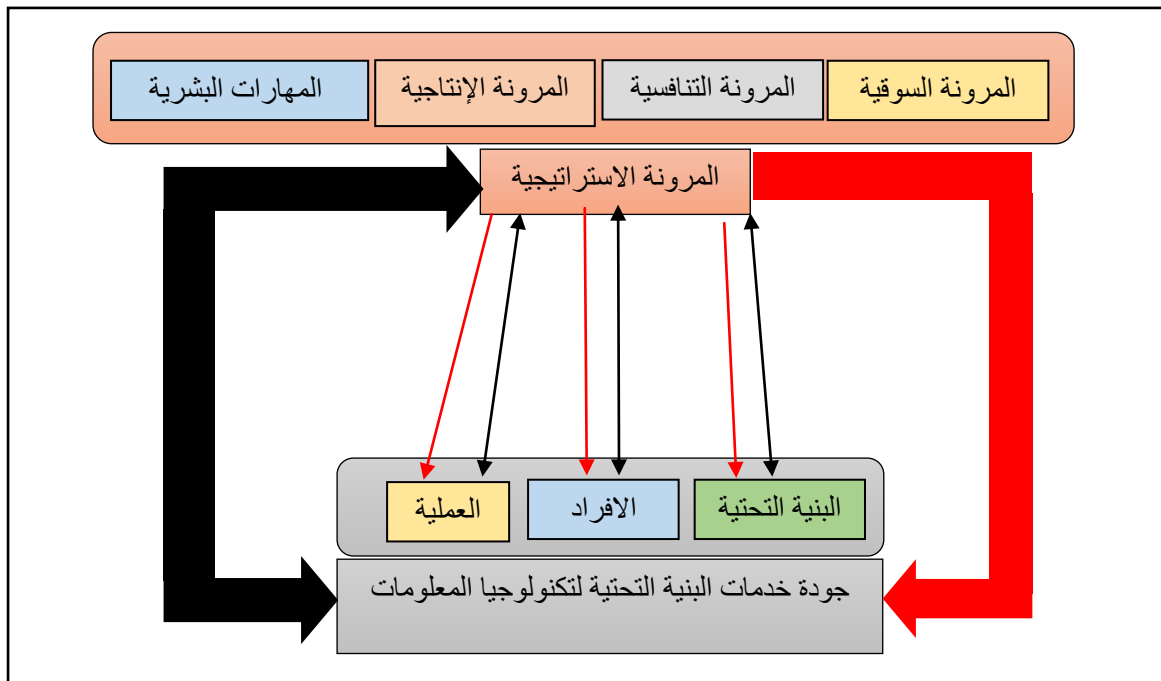 المرونة السوقية
المرونة التنافسية
المرونة الإنتاجية
المهارات البشرية
المرونة الاستراتيجية
البنية التحتية
الافراد
العملية
جودة خدمات البنية التحتية لتكنولوجيا المعلومات